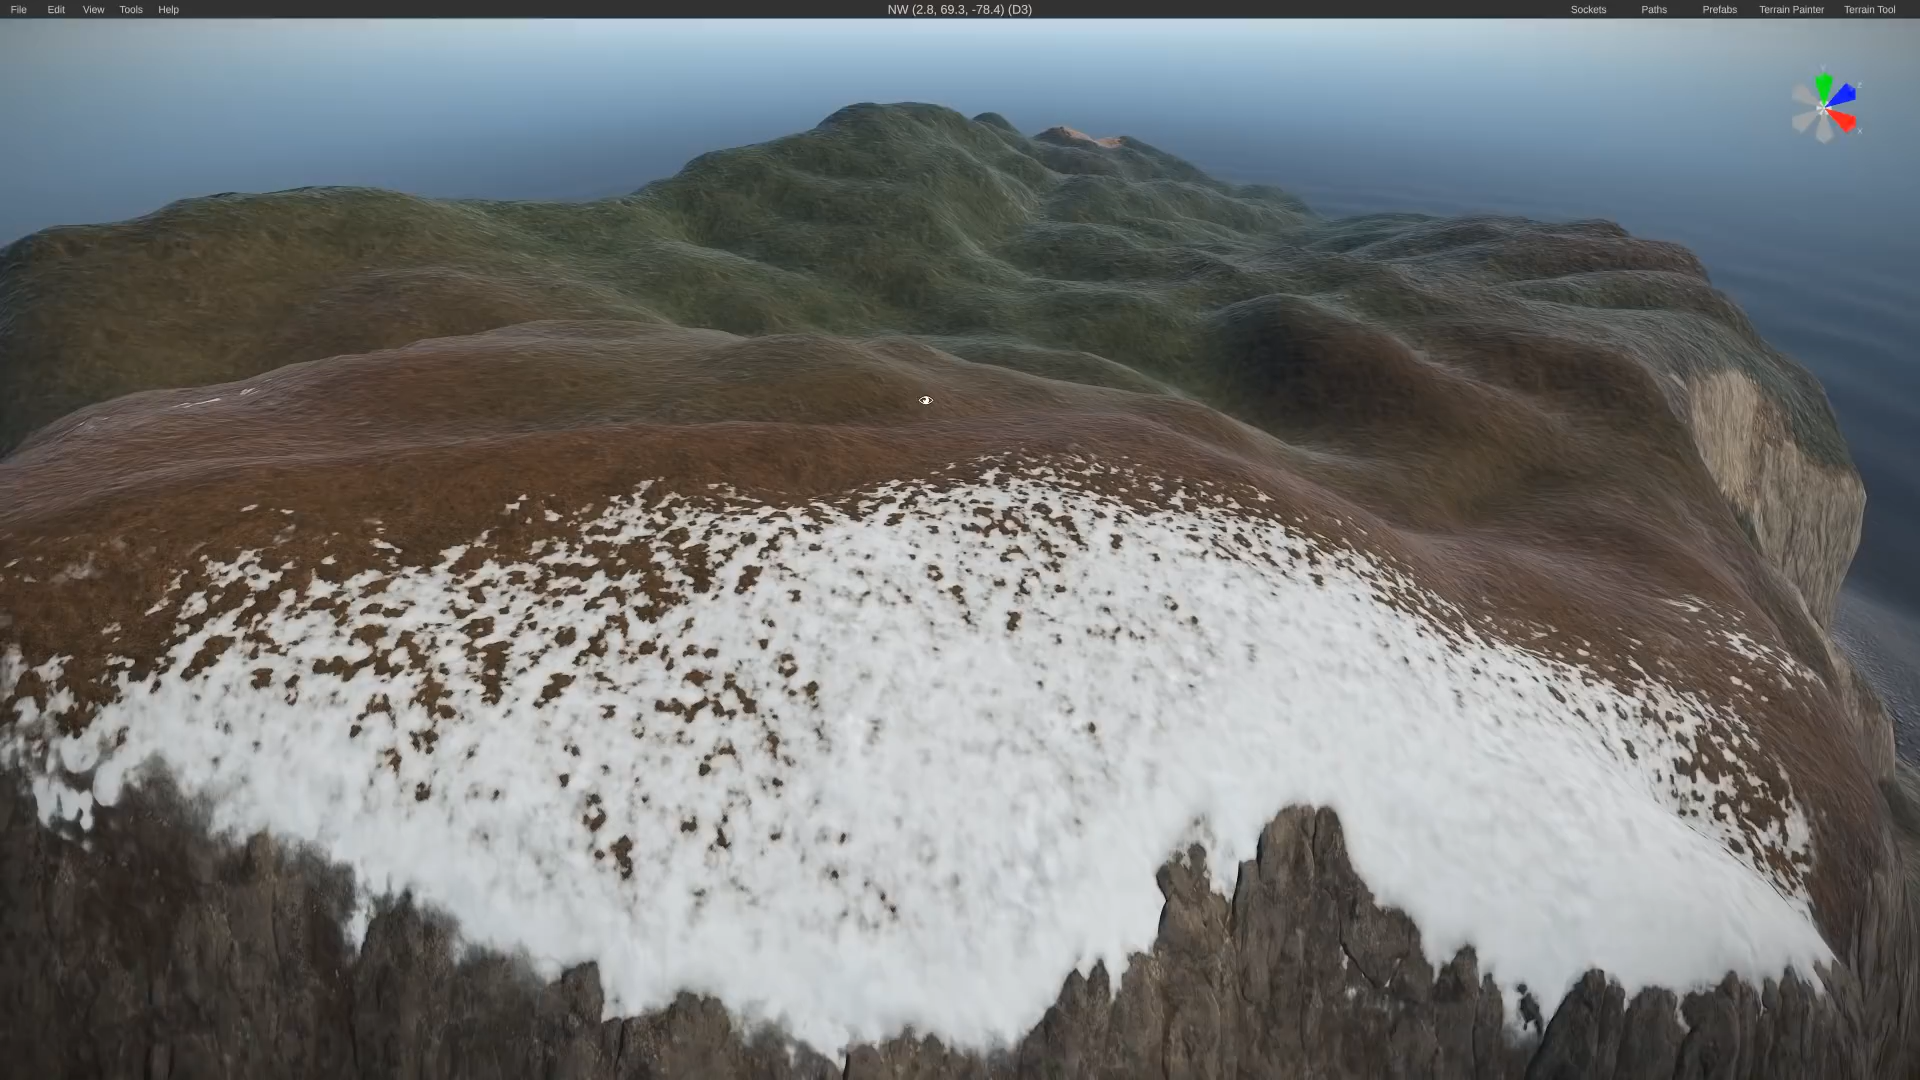 File Edit View Tools Help NW (2.8, 69.3, -78.4) (D3) Sockets Paths Prefabs Terrain Painter Terrain Tool
Y
Z
X